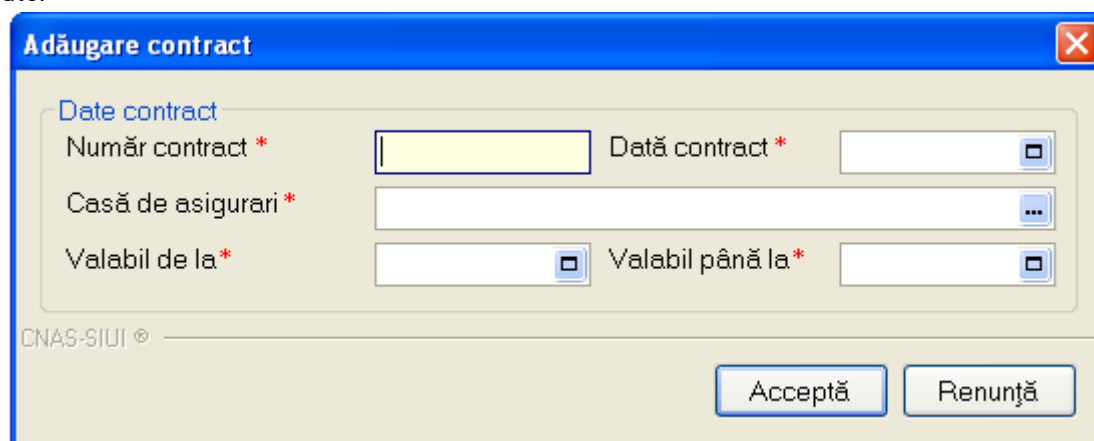 Adăugare contract
Date contract
Număr contract * Dată contract *
Casă de asigurari * ...
Valabil de la* Valabil până la*
CNAS-SIUI ®
Acceptă Renunţă